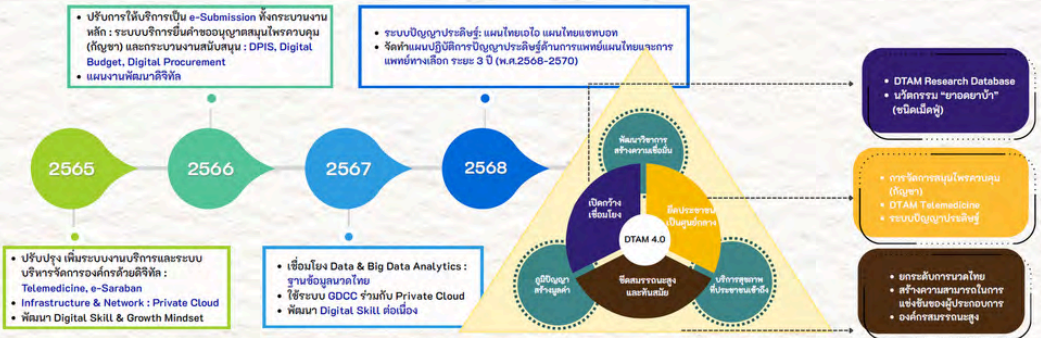 • ปรับการให้บริการเป็น e-Submission ทั้งกระบวนงาน
หลัก : ระบบบริการยื่นคำขออนุญาตสมุนไพรควบคุม
(กัญชา) และกระบวนงานสนับสนุน : DPIS, Digital
Budget, Digital Procurement
• แผนงานพัฒนาดิจิทัล
• ระบบปัญญาประดิษฐ์: แผนไทยเอไอ แผนไทยแชทบอท
• จัดทำแผนปฏิบัติการปัญญาประดิษฐ์ด้านการแพทย์แผนไทยและการ
แพทย์ทางเลือก ระยะ 3 ปี (พ.ศ.2568-2570)
2565
2566
2567
2568
• ปรับปรุง เพิ่มระบบงานบริการและระบบ
บริหารจัดการองค์กรด้วยดิจิทัล :
Telemedicine, e-Saraban
• Infrastructure & Network : Private Cloud
• พัฒนา Digital Skill & Growth Mindset
• เชื่อมโยง Data & Big Data Analytics :
ฐานข้อมูลนวดไทย
• ใช้ระบบ GDCC ร่วมกับ Private Cloud
• พัฒนา Digital Skill ต่อเนื่อง
พัฒนาวิชาการ
สร้างความเชื่อมั่น
เปิดกว้าง
เชื่อมโยง
ยึดประชาชน
เป็นศูนย์กลาง
DTAM 4.0
ขีดสมรรถนะสูง
และทันสมัย
ภูมิปัญญา
สร้างมูลค่า
บริการสุขภาพ
ที่ประชาชนเข้าถึง
• DTAM Research Database
• นวัตกรรม “ยาอดยาบ้า”
(ชนิดเม็ดฟู่)
• การจัดการสมุนไพรควบคุม
(กัญชา)
• DTAM Telemedicine
• ระบบปัญญาประดิษฐ์
• ยกระดับการนวดไทย
• สร้างความสามารถในการ
แข่งขันของผู้ประกอบการ
• องค์กรสมรรถนะสูง